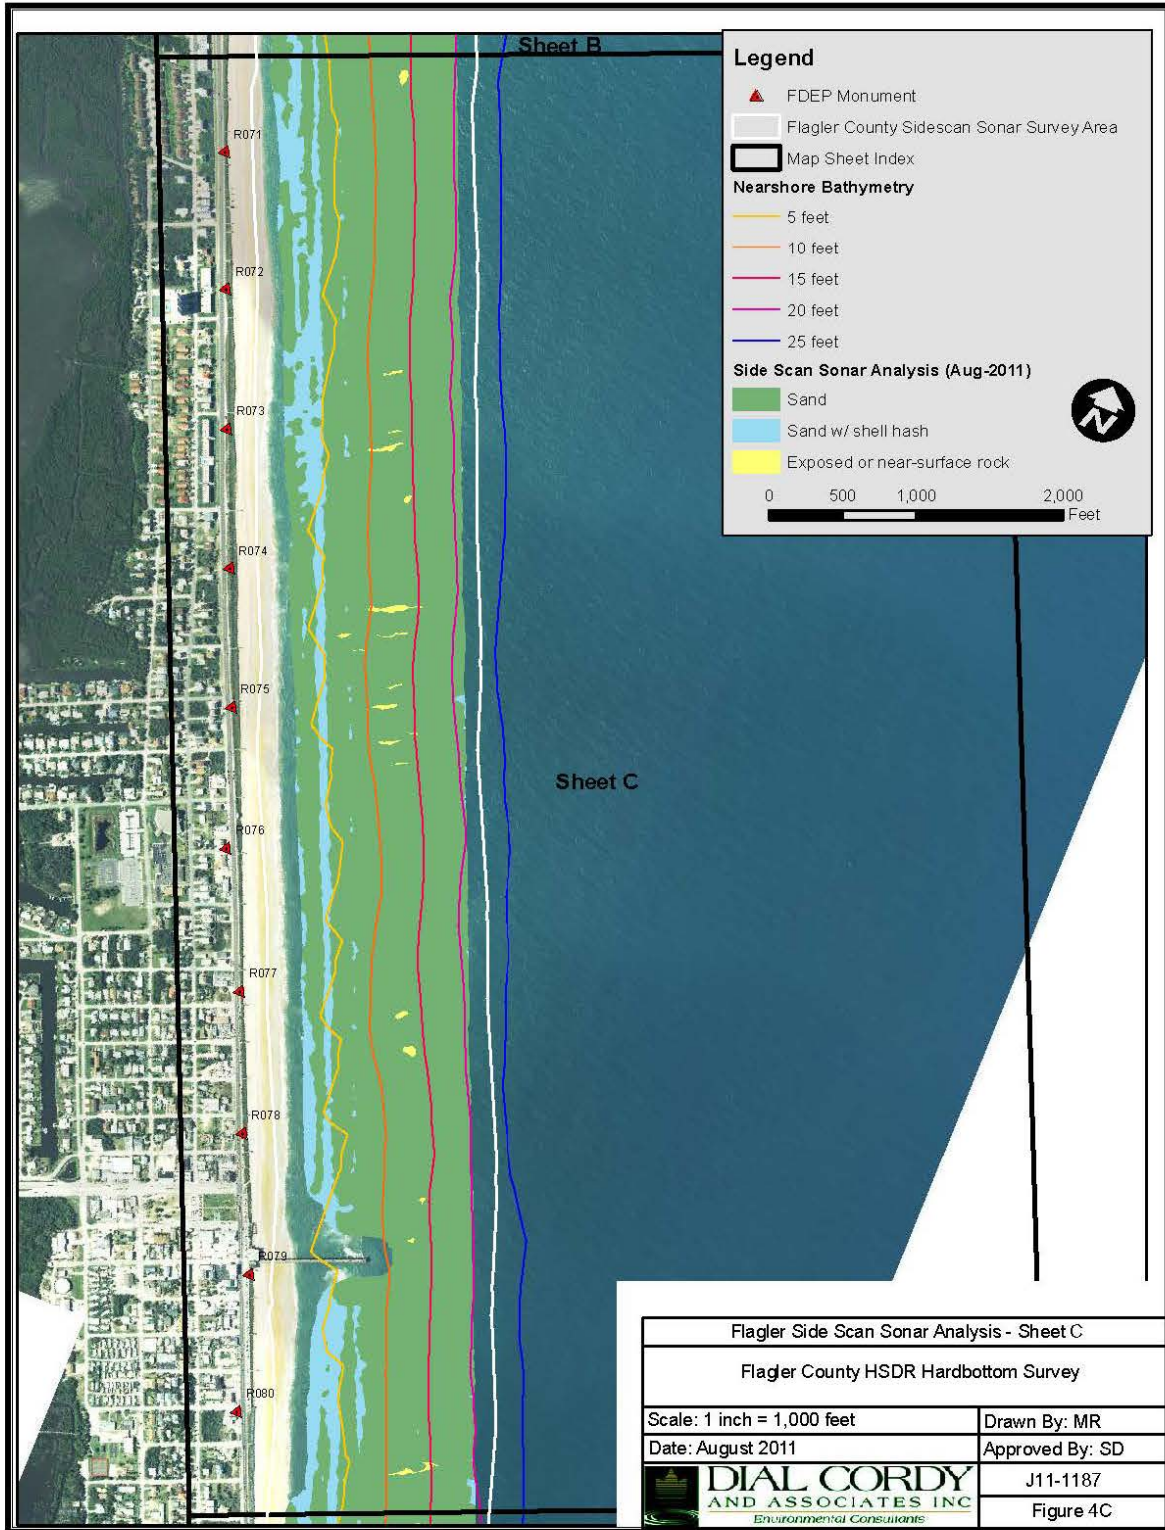 Sheet B
Legend
FDEP Monument
Flagler County Sidescan Sonar Survey Area
Map Sheet Index
Nearshore Bathymetry
5 feet
10 feet
15 feet
20 feet
25 feet
Side Scan Sonar Analysis (Aug-2011)
Sand
Sand w/ shell hash
Exposed or near-surface rock
N
0 500 1,000 2,000
Feet
R071
R072
R073
R074
R075
R076
R077
R078
R079
R080
Sheet C
Flagler Side Scan Sonar Analysis - Sheet C
Flagler County HSDR Hardbottom Survey
Scale: 1 inch = 1,000 feet
Drawn By: MR
Date: August 2011
Approved By: SD
DIAL CORDY
AND ASSOCIATES INC
Environmental Consultants
J11-1187
Figure 4C